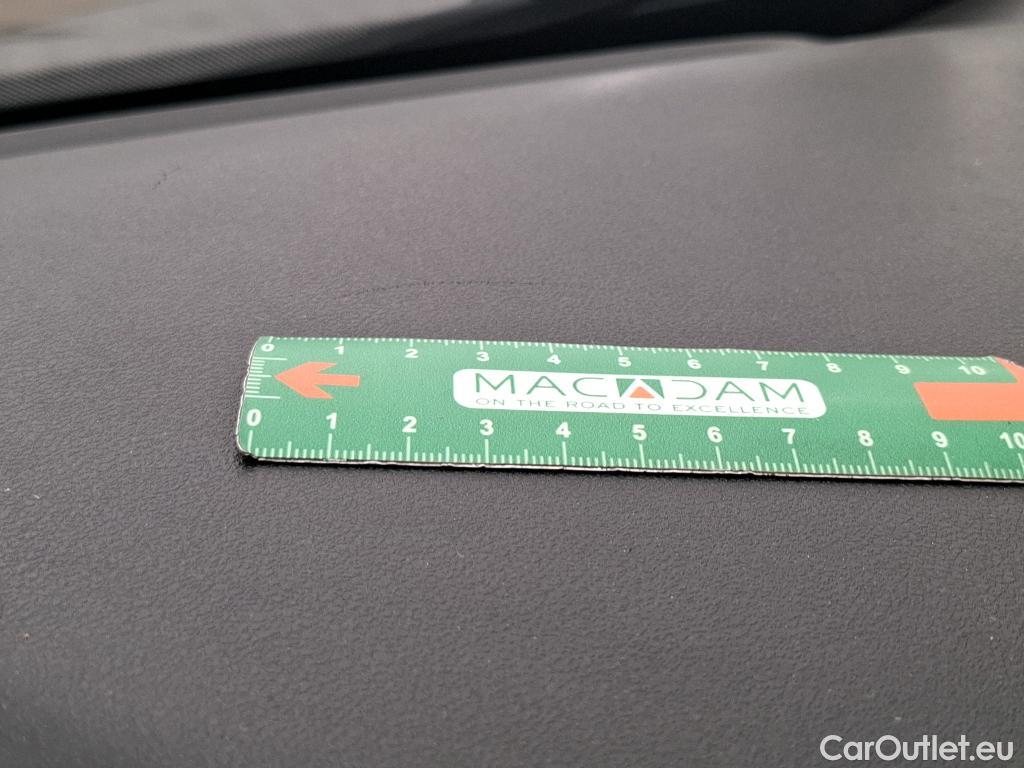 0 1 2 3 4 5 6 7 8 9 10
MACADAM
ON THE ROAD TO EXCELLENCE
0 1 2 3 4 5 6 7 8 9 10
CarOutlet.eu